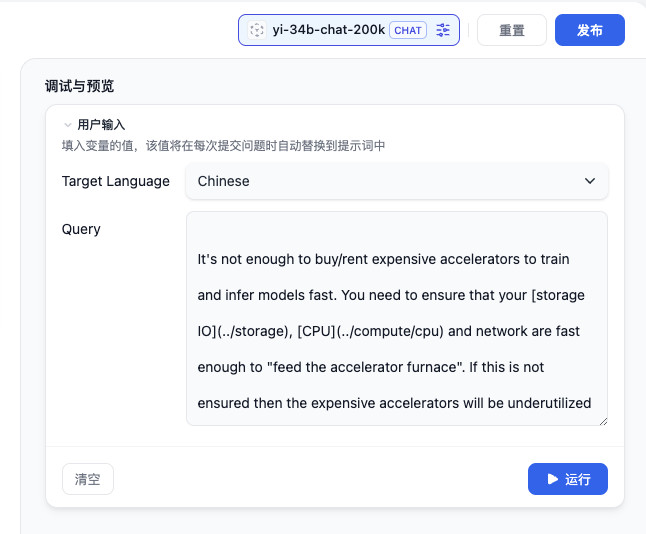 yi-34b-chat-200k CHAT 重置 发布
调试与预览
用户输入
填入变量的值，该值将在每次提交问题时自动替换到提示词中
Target Language Chinese
Query
It's not enough to buy/rent expensive accelerators to train
and infer models fast. You need to ensure that your [storage
IO](../storage), [CPU](../compute/cpu) and network are fast
enough to "feed the accelerator furnace". If this is not
ensured then the expensive accelerators will be underutilized
清空 运行